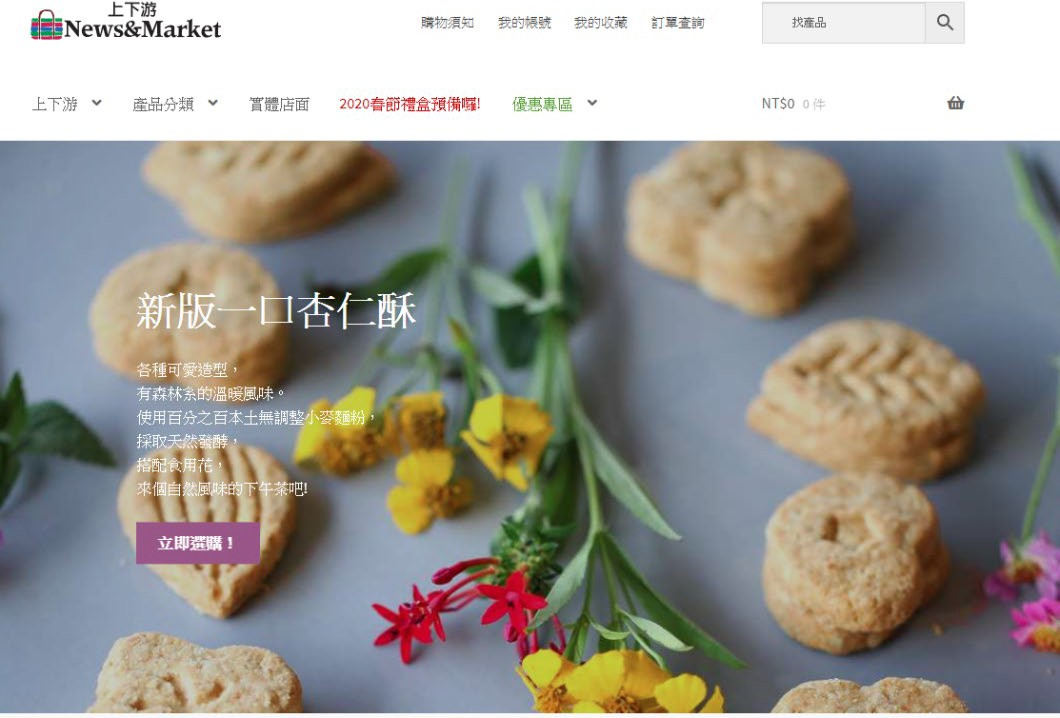 上下游
News&Market
購物須知 我的帳號 我的收藏 訂單查詢
找產品
上下游 產品分類 實體店面 2020春節禮盒預備囉! 優惠專區
NT$0 0 件
新版一口杏仁酥
各種可愛造型，
有森林系的溫暖風味。
使用百分之百本土無調整小麥麵粉，
採取天然發酵，
搭配食用花，
來個自然風味的下午茶吧!
立即選購！